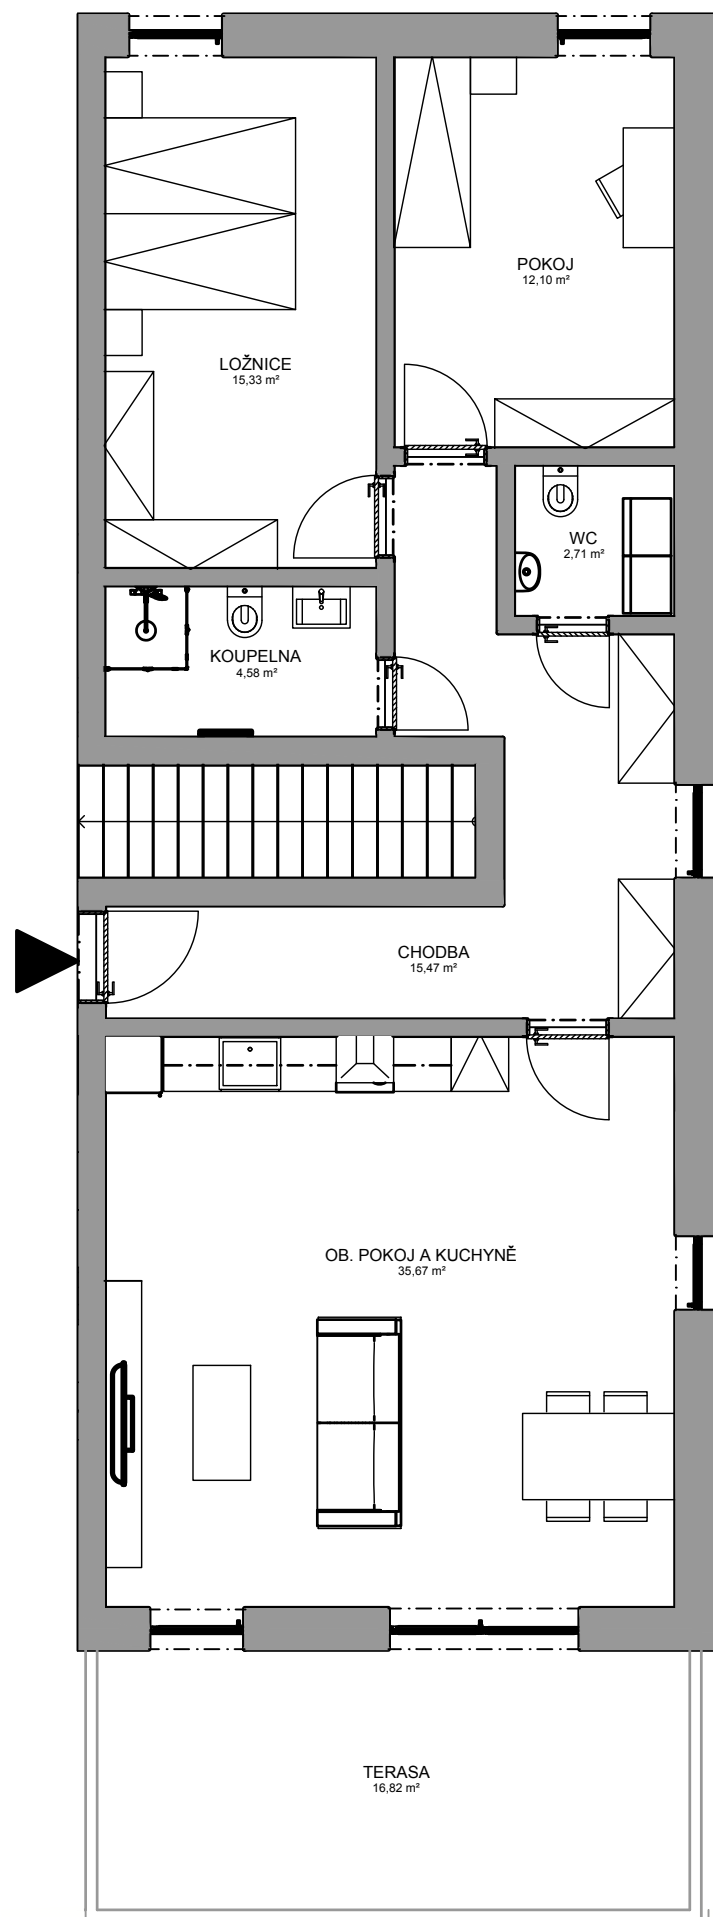 POKOJ
12,10 m²
LOŽNICE
15,33 m²
WC
2,71 m²
KOUPELNA
4,58 m²
CHODBA
15,47 m²
OB. POKOJ A KUCHYNĚ
35,67 m²
TERASA
16,82 m²